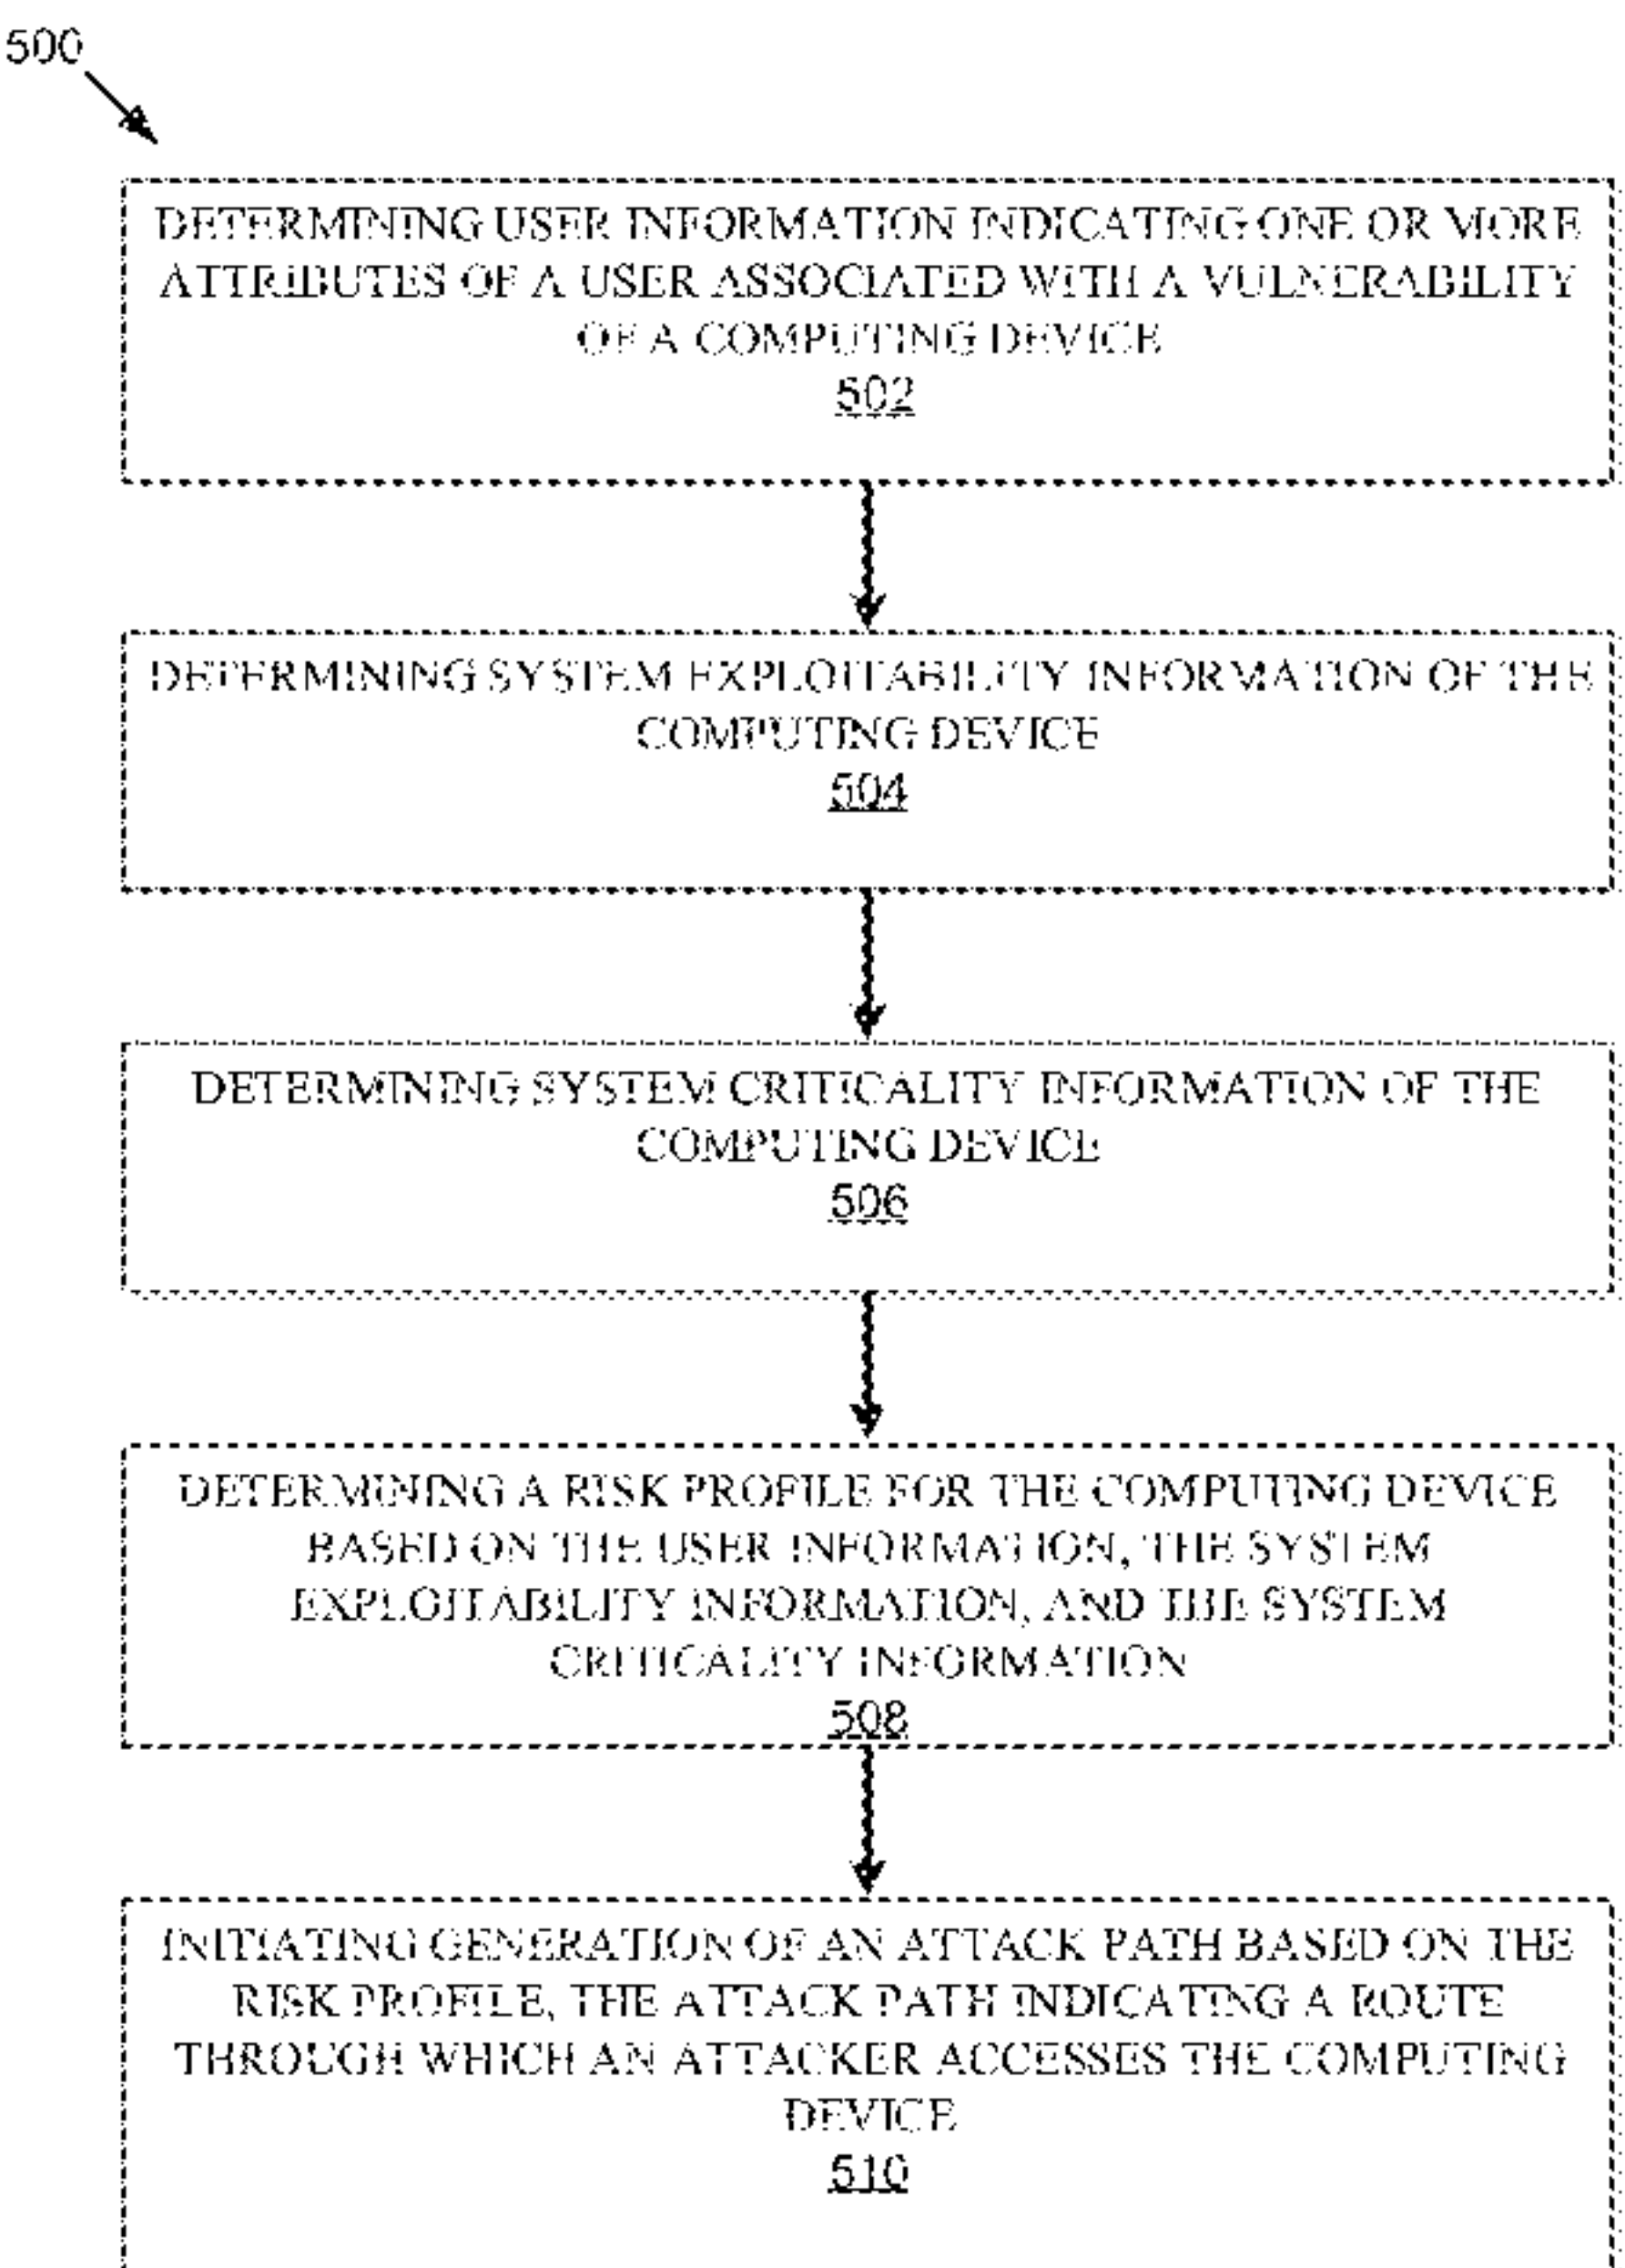 500
DETERMINING USER INFORMATION INDICATING ONE OR MORE
ATTRIBUTES OF A USER ASSOCIATED WITH A VULNERABILITY
OF A COMPUTING DEVICE
502
DETERMINING SYSTEM EXPLOITABILITY INFORMATION OF THE
COMPUTING DEVICE
504
DETERMINING SYSTEM CRITICALITY INFORMATION OF THE
COMPUTING DEVICE
506
DETERMINING A RISK PROFILE FOR THE COMPUTING DEVICE
BASED ON THE USER INFORMATION, THE SYSTEM
EXPLOITABILITY INFORMATION, AND THE SYSTEM
CRITICALITY INFORMATION
508
INITIATING GENERATION OF AN ATTACK PATH BASED ON THE
RISK PROFILE, THE ATTACK PATH INDICATING A ROUTE
THROUGH WHICH AN ATTACKER ACCESSES THE COMPUTING
DEVICE
510